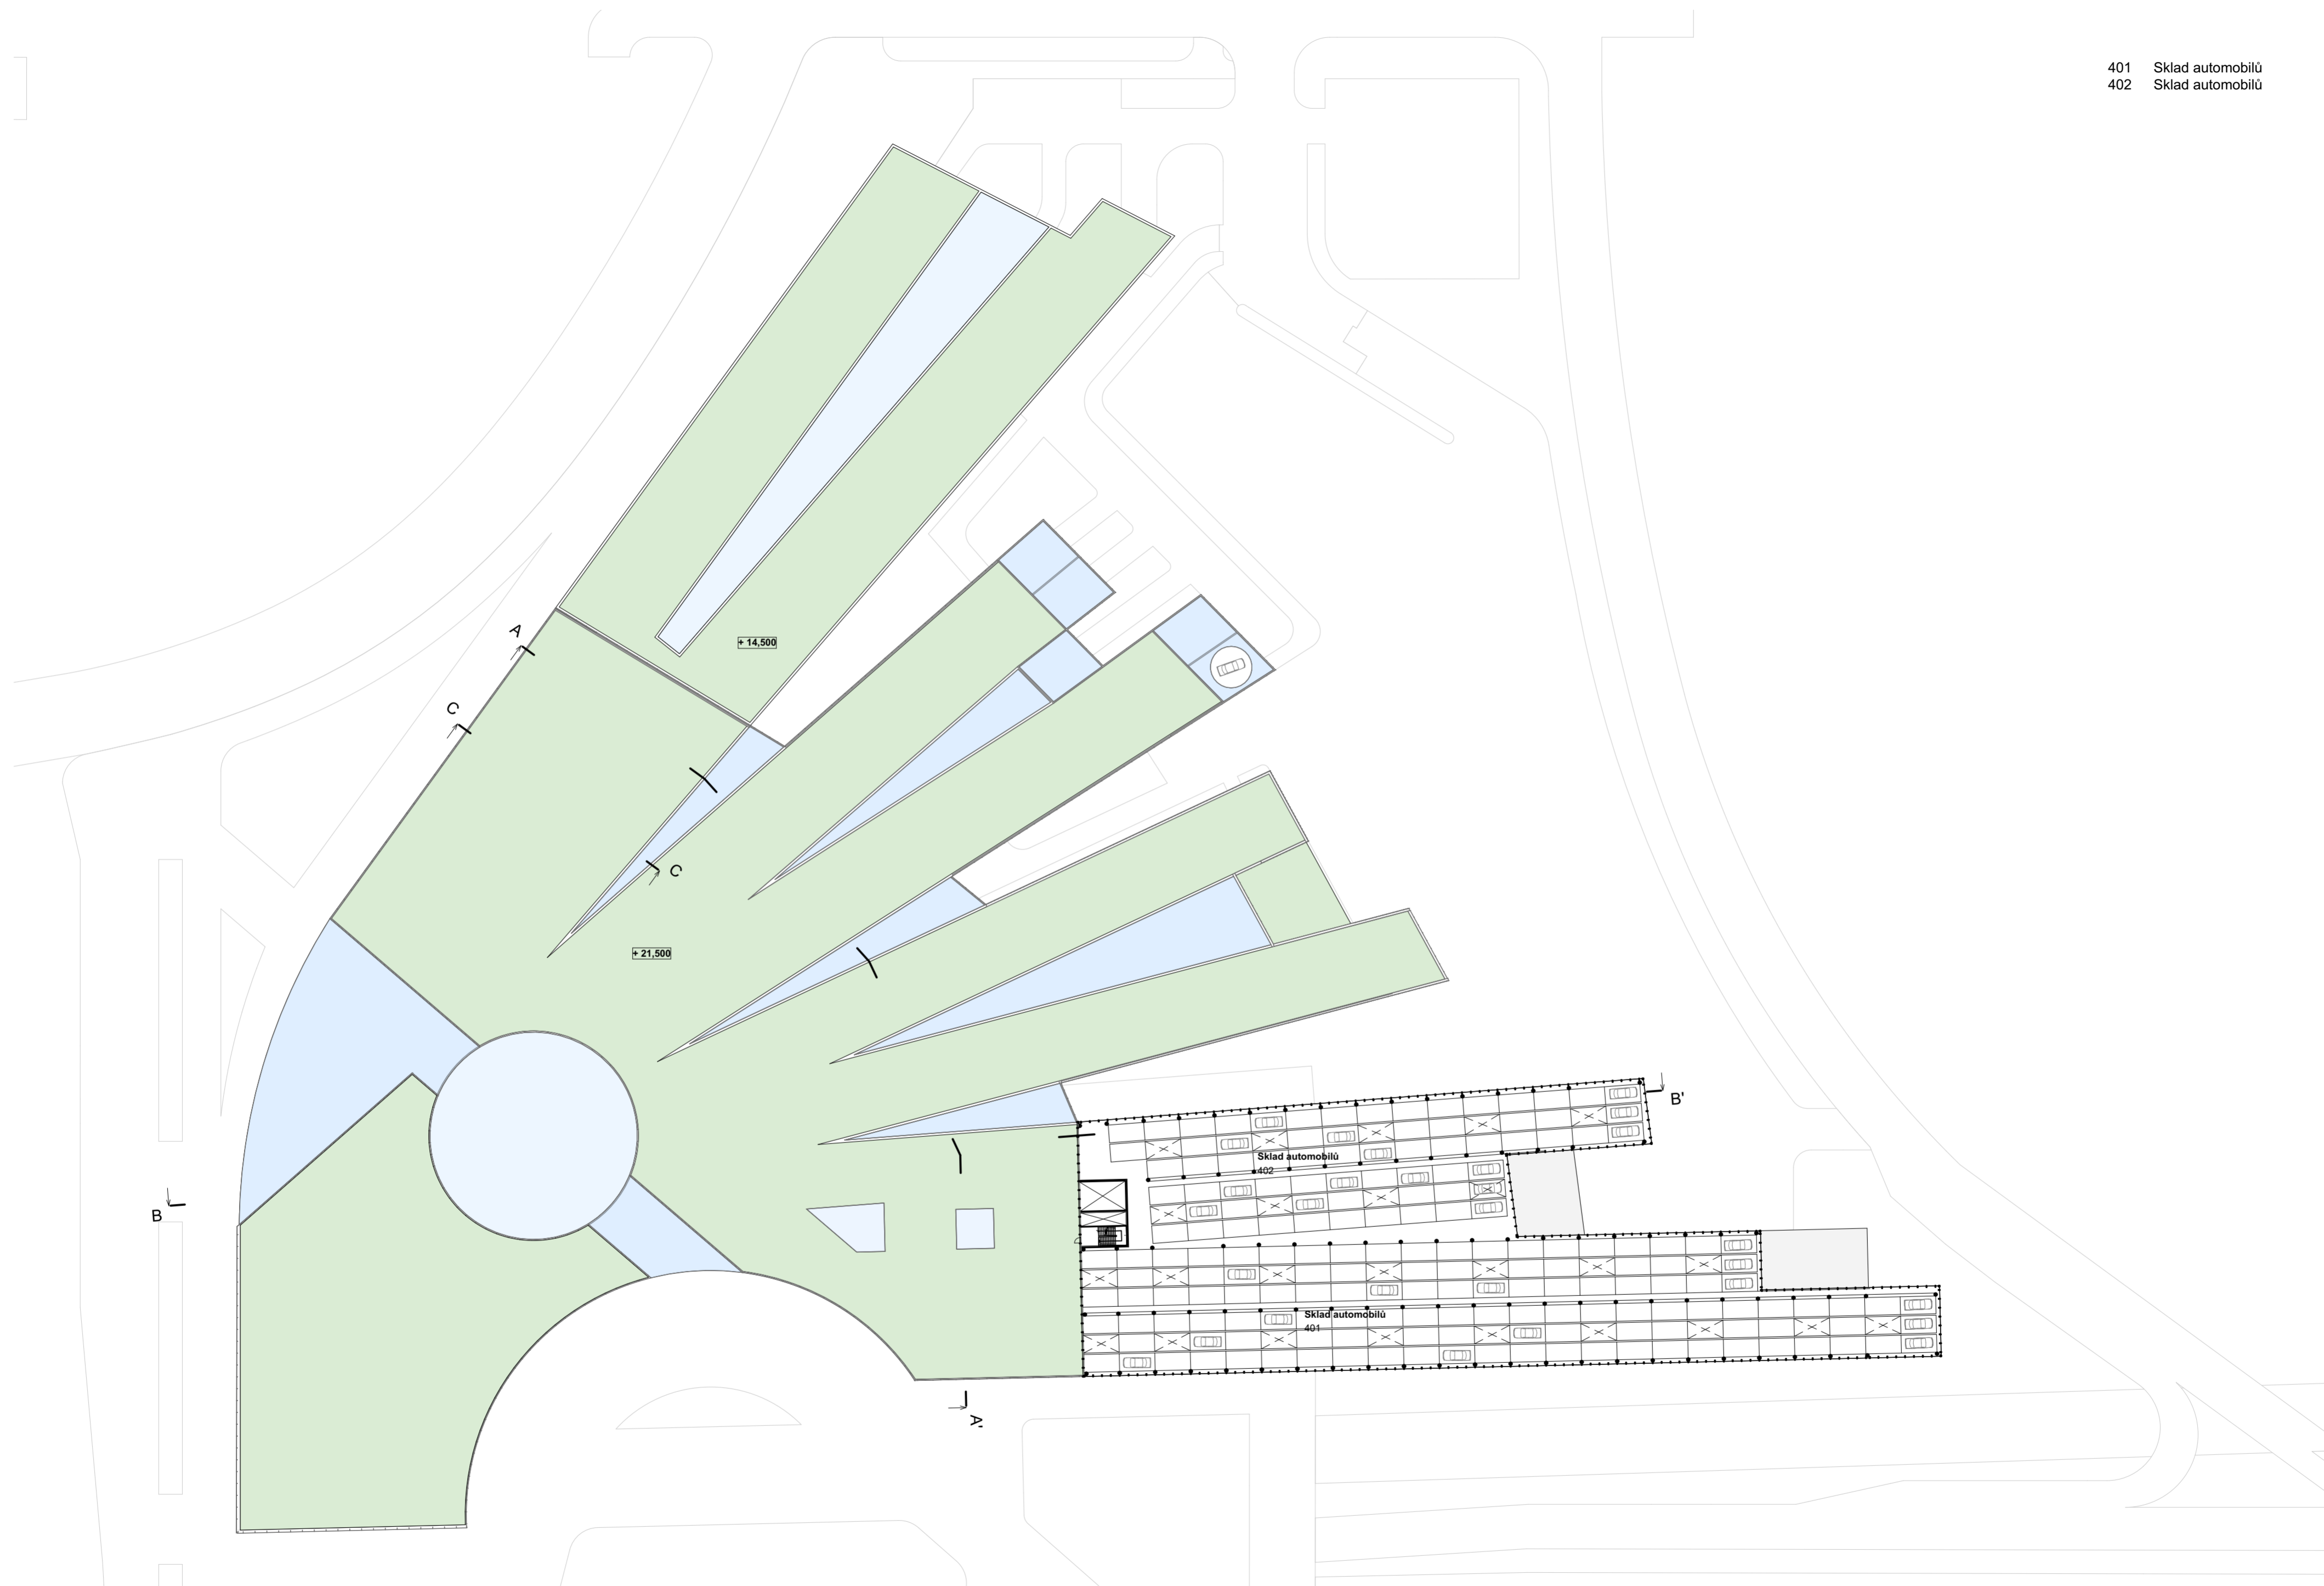 401 Sklad automobilů
402 Sklad automobilů
A
+ 14,500
C
C
+ 21,500
B'
Sklad automobilů
402
B
Sklad automobilů
401
A'